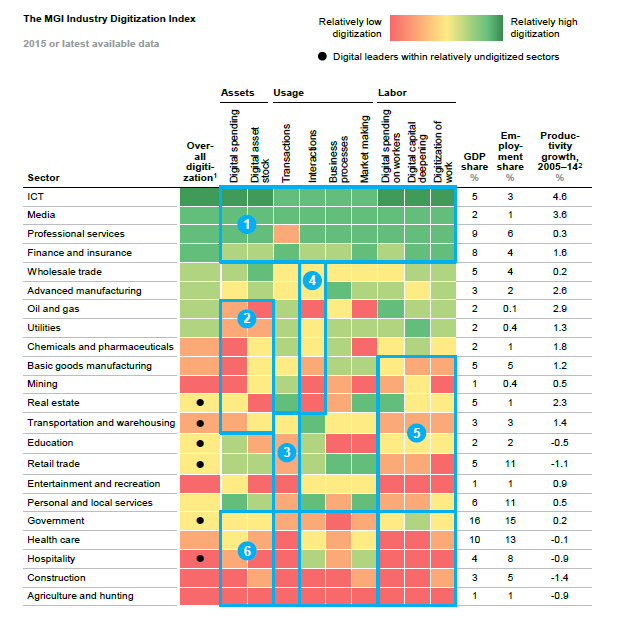 The MGI Industry Digitization Index
2015 or latest available data
Relatively low digitization
Relatively high digitization
● Digital leaders within relatively undigitized sectors
Assets Usage Labor
Sector
Over-all digiti-zation1
Digital spending
Digital asset stock
Transactions
Interactions
Business processes
Market making
Digital spending on workers
Digital capital deepening
Digitization of work
GDP share %
Em-ploy-ment share %
Produc-tivity growth, 2005–142 %
ICT 5 3 4.6
Media 2 1 3.6
Professional services 9 6 0.3
Finance and insurance 8 4 1.6
Wholesale trade 5 4 0.2
Advanced manufacturing 3 2 2.6
Oil and gas 2 0.1 2.9
Utilities 2 0.4 1.3
Chemicals and pharmaceuticals 2 1 1.8
Basic goods manufacturing 5 5 1.2
Mining 1 0.4 0.5
Real estate 5 1 2.3
Transportation and warehousing 3 3 1.4
Education 2 2 -0.5
Retail trade 5 11 -1.1
Entertainment and recreation 1 1 0.9
Personal and local services 6 11 0.5
Government 16 15 0.2
Health care 10 13 -0.1
Hospitality 4 8 -0.9
Construction 3 5 -1.4
Agriculture and hunting 1 1 -0.9
1
2
3
4
5
6